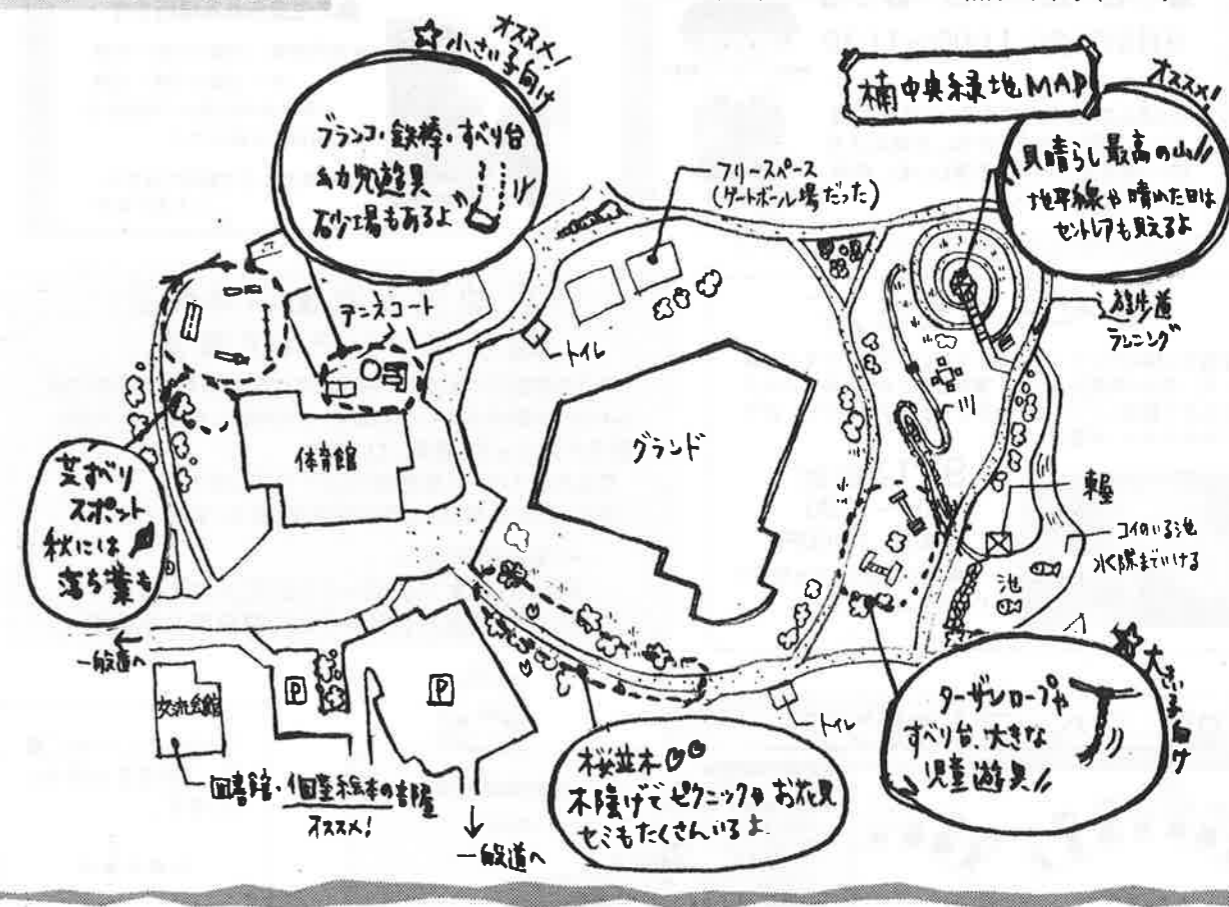 楠中央緑地MAP
オススメ!
☆小さい子向け
ブランコ・鉄棒・すべり台
幼児遊具
砂場もあるよ
オススメ!
見晴らし最高の山
地平線や晴れた日は
セントレアも見えるよ
フリースペース
(ゲートボール場だった)
テニスコート
トイレ
遊歩道
ランニング
体育館
グランド
芝すべり
スポット
秋には
落ち葉も
東屋
コイのいる池
水際までいける
池
一般道へ
交流会館
P
P
図書館・個室絵本の部屋
オススメ!
一般道へ
桜並木
木陰げでピクニックやお花見
セミもたくさんいるよ
トイレ
☆大きい子向け
ターザンロープや
すべり台、大きな
児童遊具